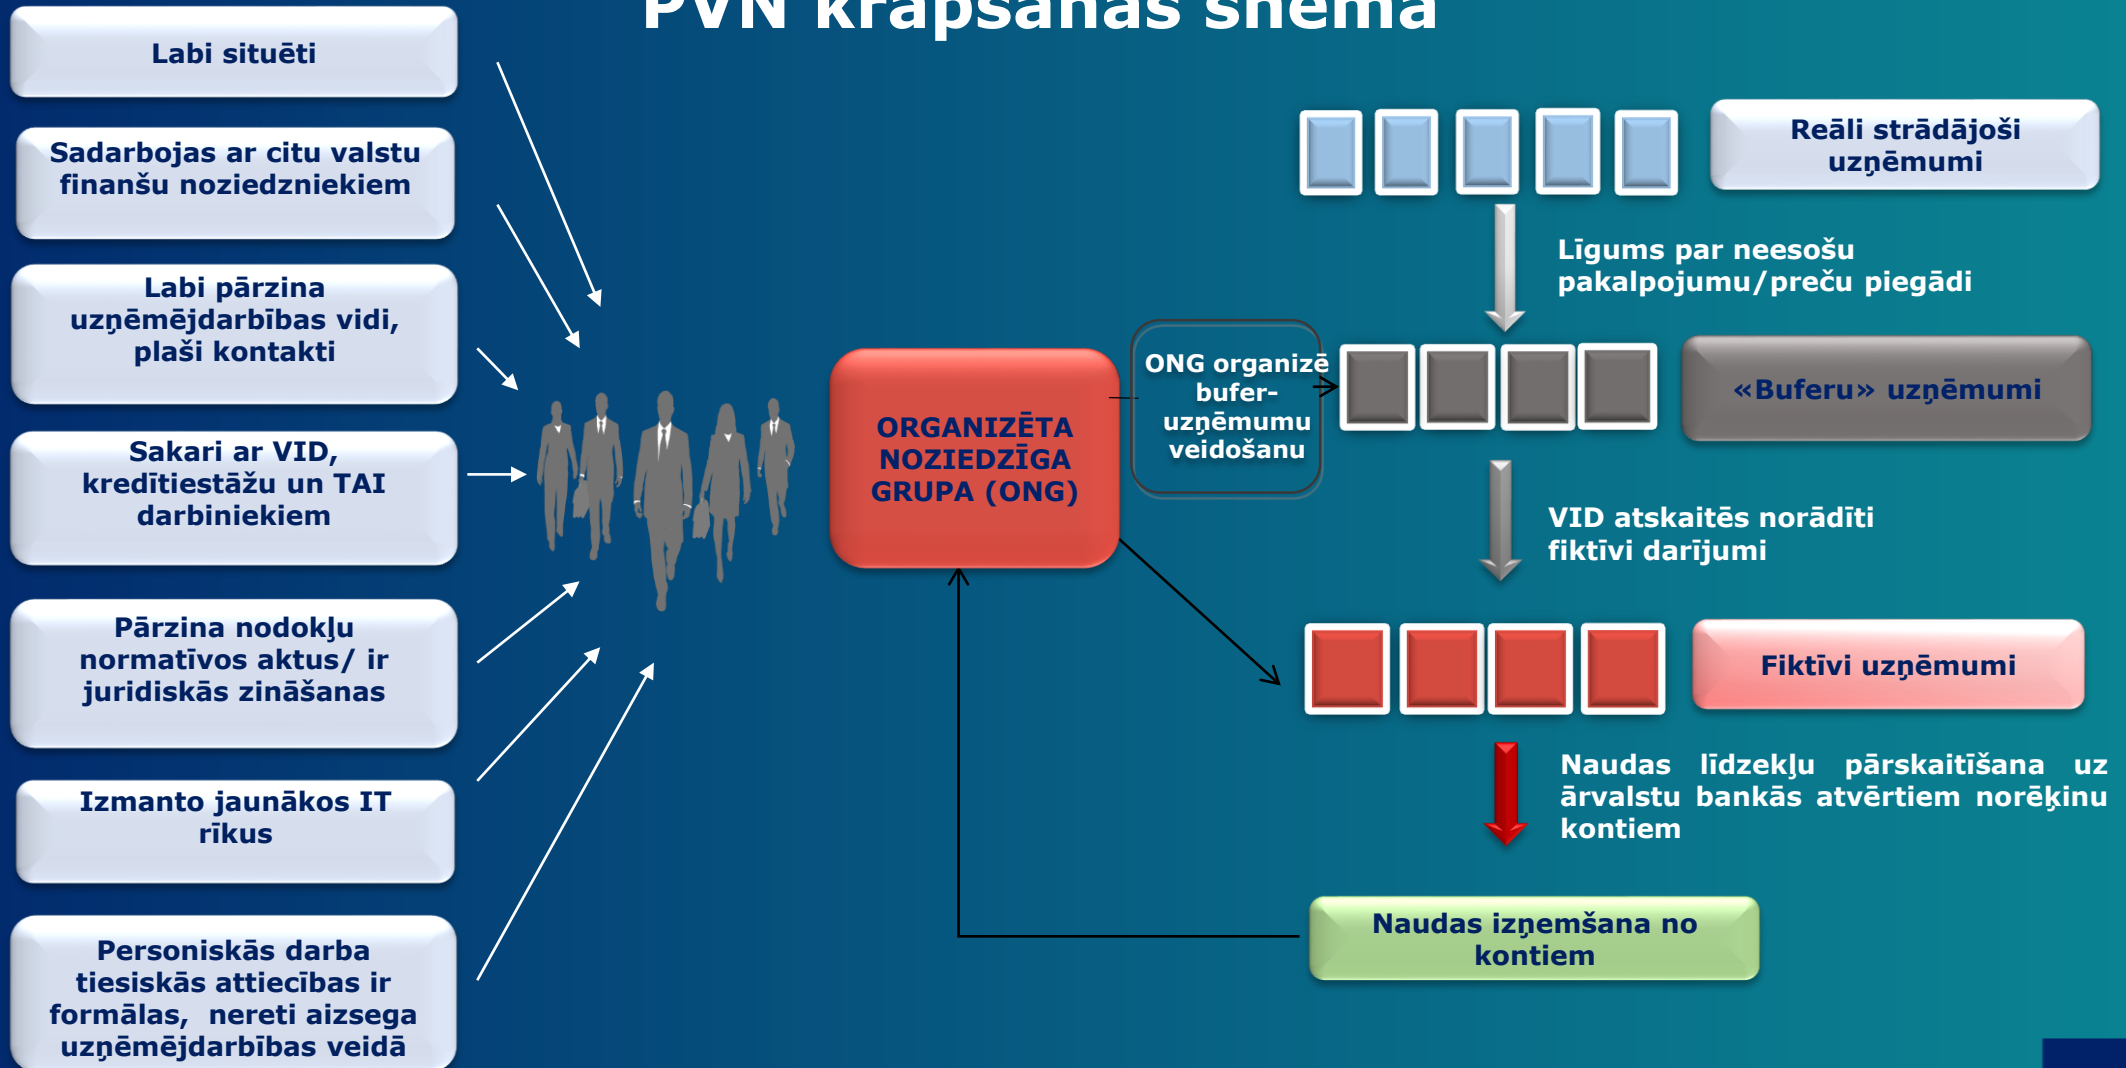 PVN krāpšanas shēma
Labi situēti
Sadarbojas ar citu valstu
finanšu noziedzniekiem
Labi pārzina
uzņēmējdarbības vidi,
plaši kontakti
Sakari ar VID,
kredītiestāžu un TAI
darbiniekiem
Pārzina nodokļu
normatīvos aktus/ ir
juridiskās zināšanas
Izmanto jaunākos IT
rīkus
Personiskās darba
tiesiskās attiecības ir
formālas, nereti aizsega
uzņēmējdarbības veidā
ORGANIZĒTA
NOZIEDZĪGA
GRUPA (ONG)
ONG organizē
bufer-
uzņēmumu
veidošanu
Reāli strādājoši
uzņēmumi
Līgums par neesošu
pakalpojumu/preču piegādi
«Buferu» uzņēmumi
VID atskaitēs norādīti
fiktīvi darījumi
Fiktīvi uzņēmumi
Naudas līdzekļu pārskaitīšana uz
ārvalstu bankās atvērtiem norēķinu
kontiem
Naudas izņemšana no
kontiem